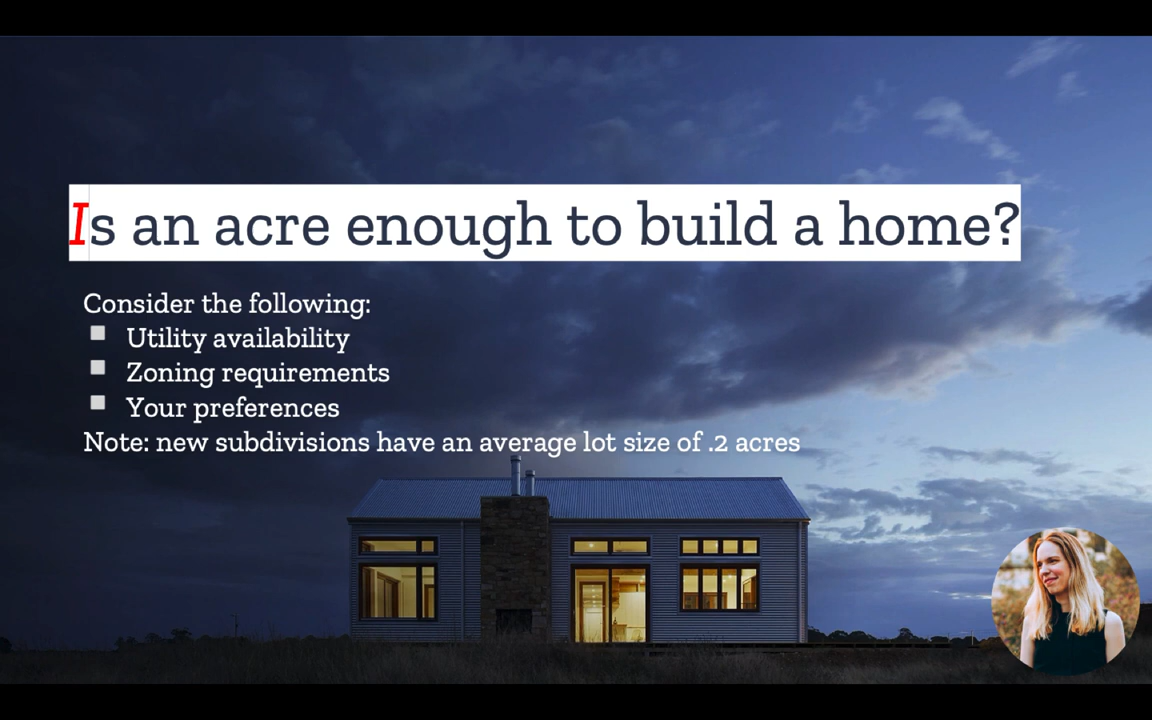 Is an acre enough to build a home?
Consider the following:
Utility availability
Zoning requirements
Your preferences
Note: new subdivisions have an average lot size of .2 acres